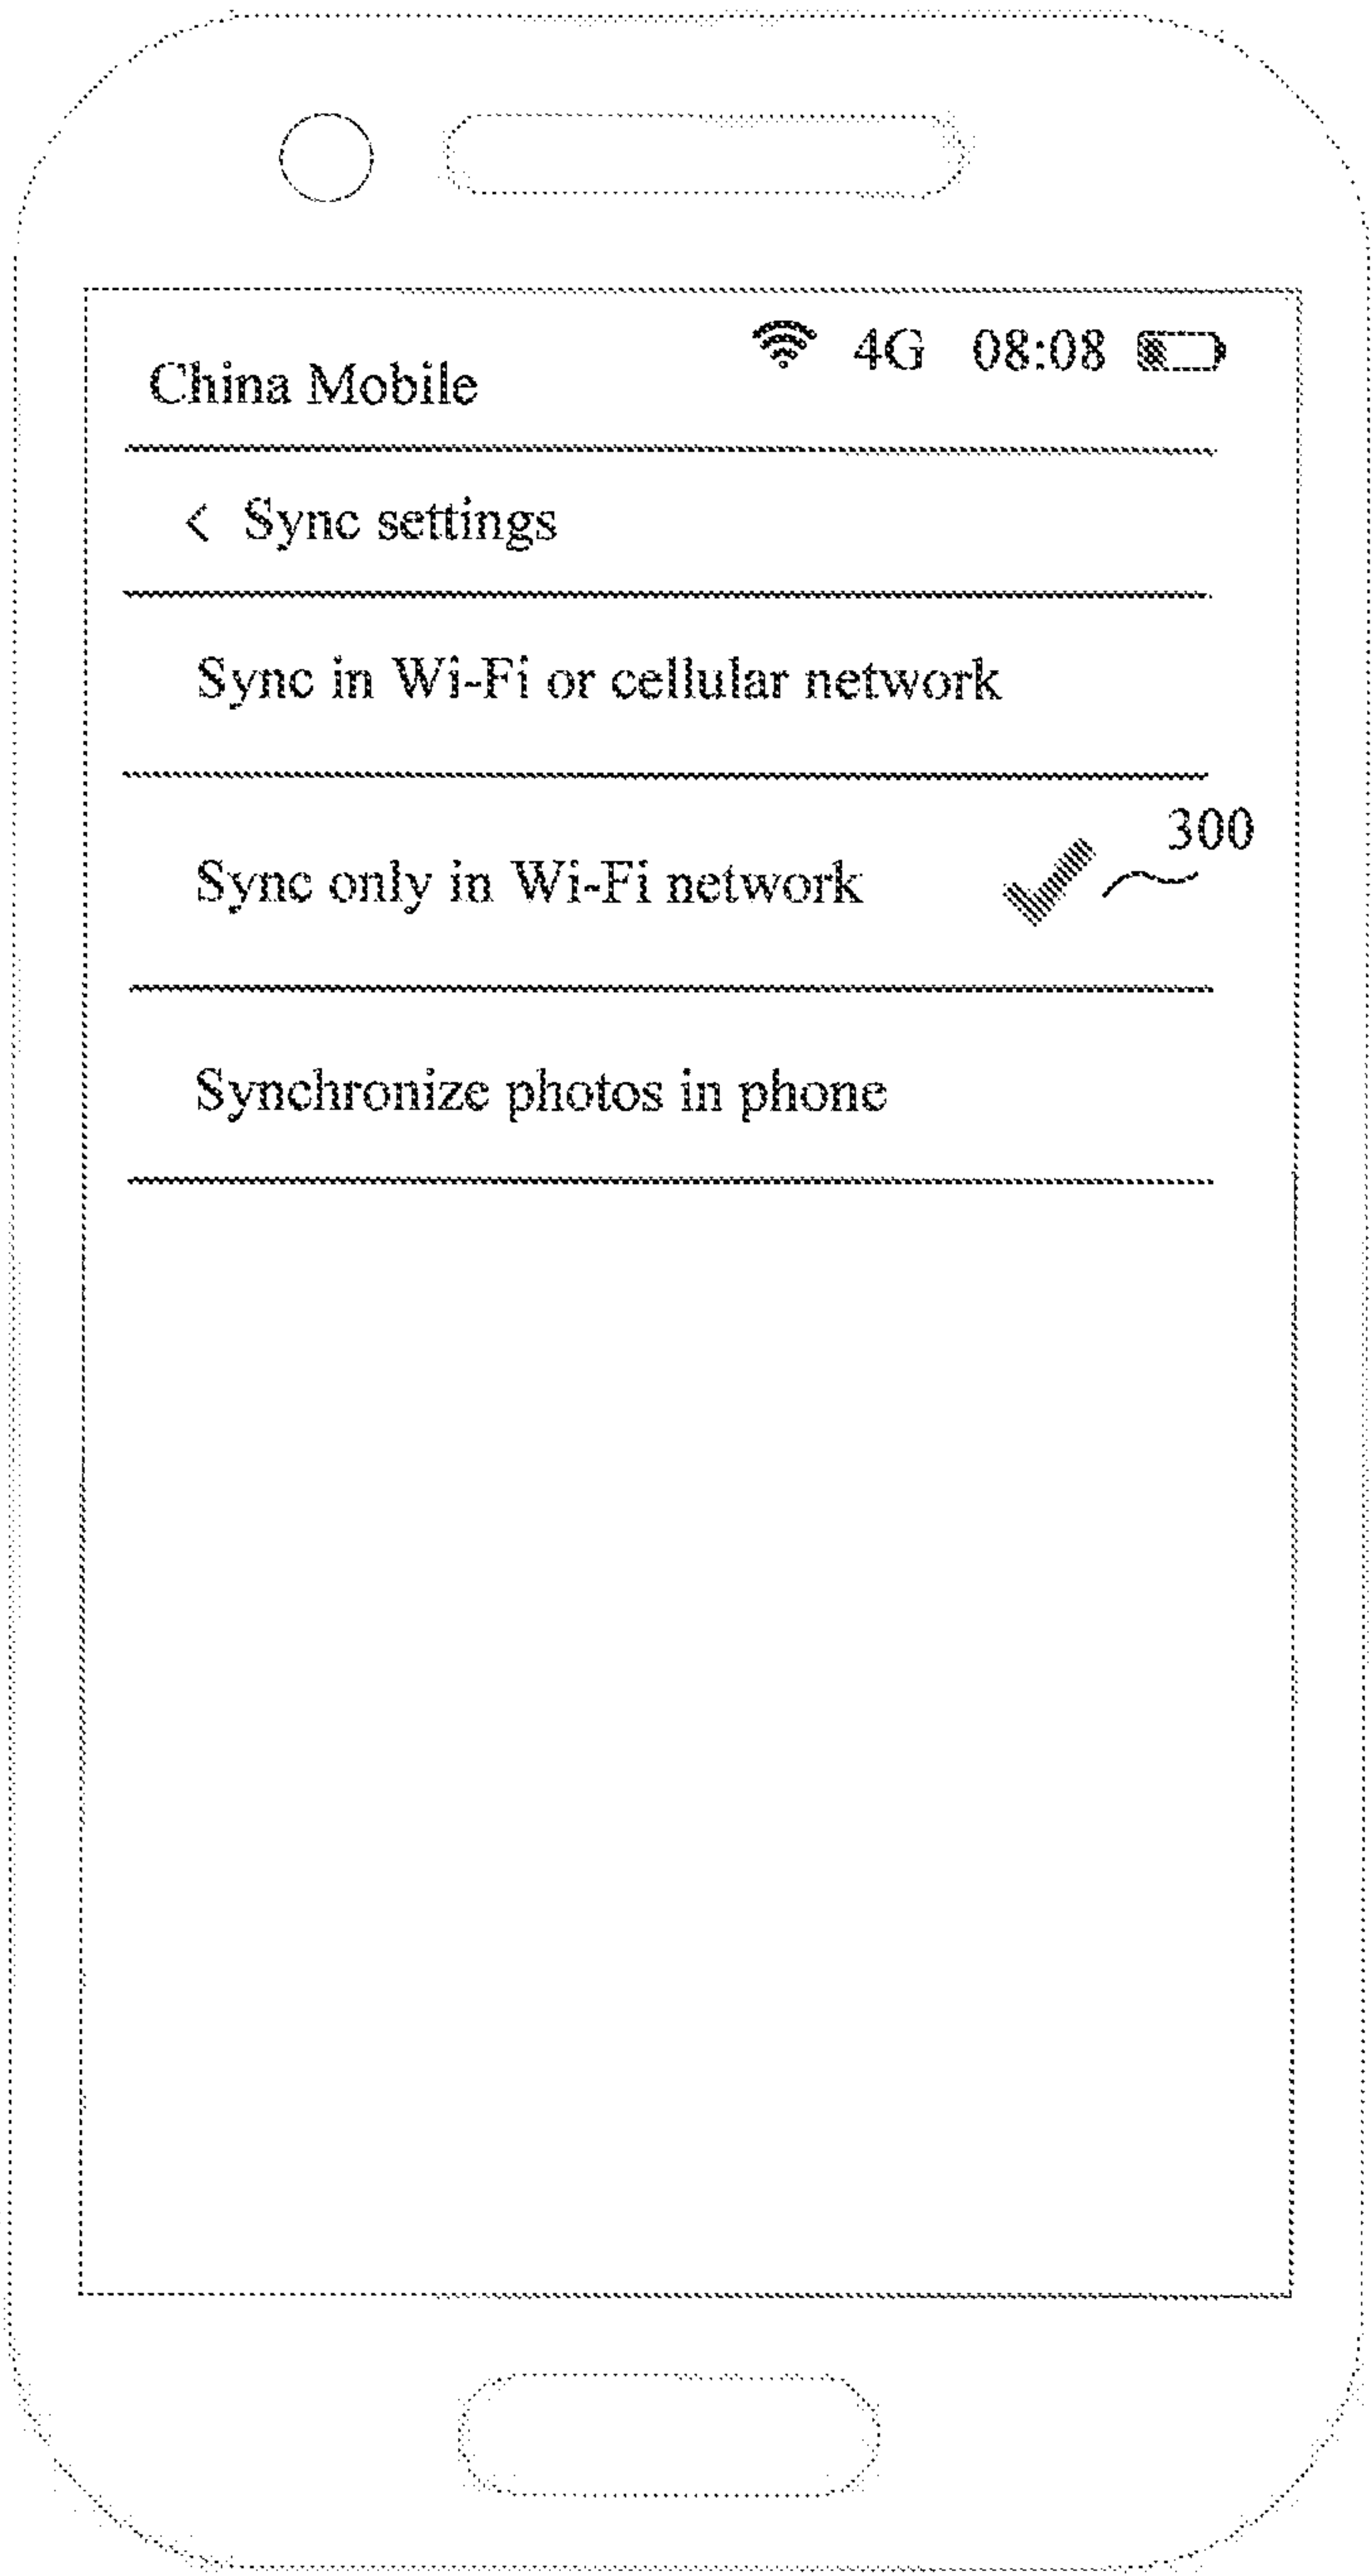 China Mobile 4G 08:08
< Sync settings
Sync in Wi-Fi or cellular network
300
Sync only in Wi-Fi network
Synchronize photos in phone